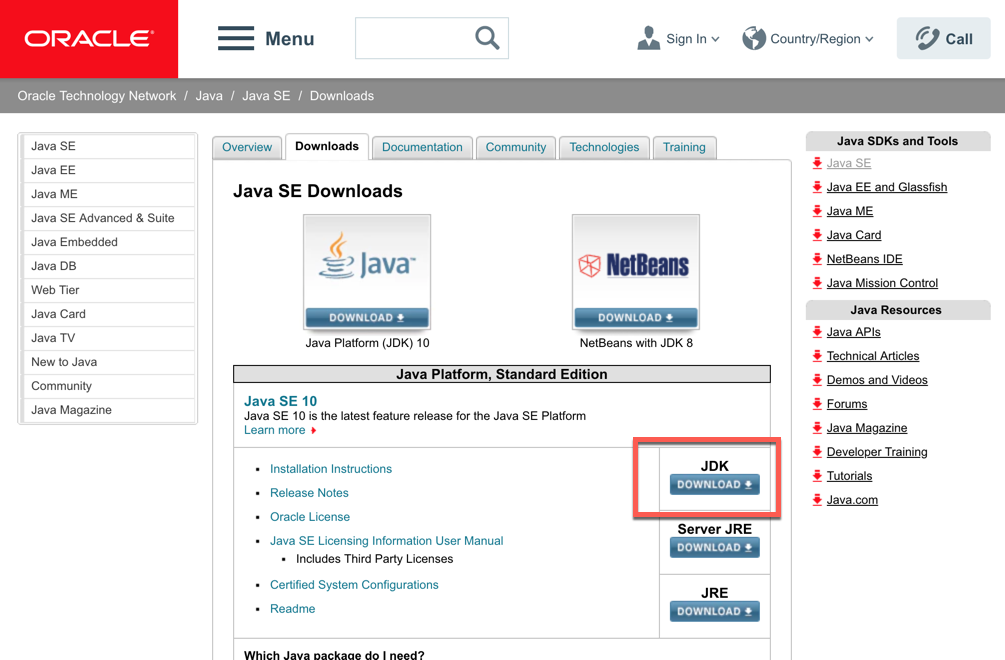 ORACLE
Menu
Sign In
Country/Region
Call
Oracle Technology Network / Java / Java SE / Downloads
Java SE
Java EE
Java ME
Java SE Advanced & Suite
Java Embedded
Java DB
Web Tier
Java Card
Java TV
New to Java
Community
Java Magazine
Overview
Downloads
Documentation
Community
Technologies
Training
Java SE Downloads
Java™
DOWNLOAD
Java Platform (JDK) 10
NetBeans
DOWNLOAD
NetBeans with JDK 8
Java Platform, Standard Edition
Java SE 10
Java SE 10 is the latest feature release for the Java SE Platform
Learn more
• Installation Instructions
• Release Notes
• Oracle License
• Java SE Licensing Information User Manual
• Includes Third Party Licenses
• Certified System Configurations
• Readme
JDK
DOWNLOAD
Server JRE
DOWNLOAD
JRE
DOWNLOAD
Which Java package do I need?
Java SDKs and Tools
Java SE
Java EE and Glassfish
Java ME
Java Card
NetBeans IDE
Java Mission Control
Java Resources
Java APIs
Technical Articles
Demos and Videos
Forums
Java Magazine
Developer Training
Tutorials
Java.com